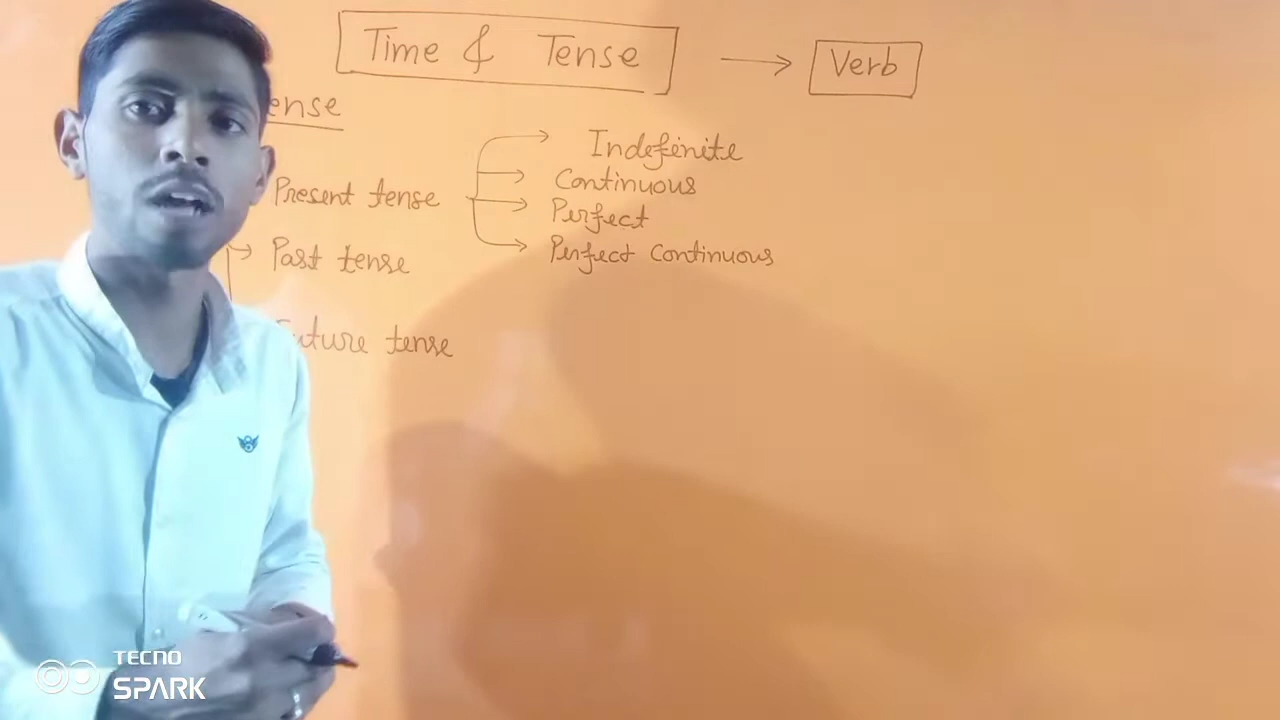 Time & Tense → Verb
ense
Indefinite
Present tense
Continuous
Perfect
Past tense
Perfect Continuous
uture tense
TECNO
SPARK